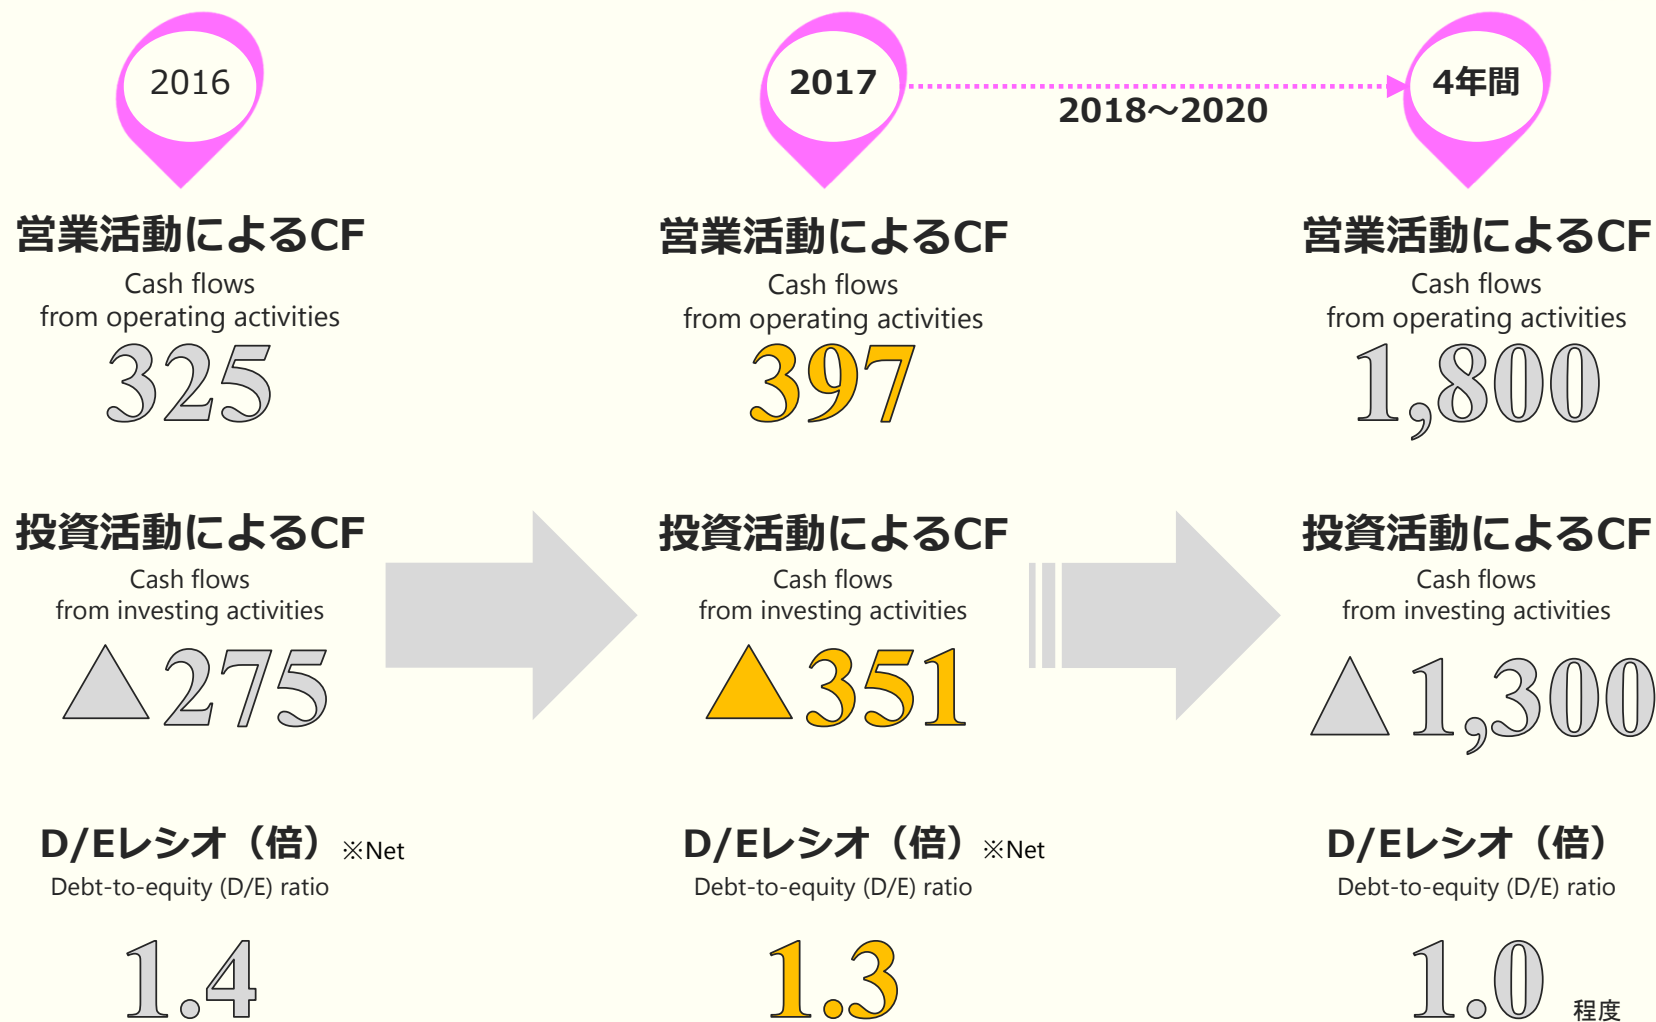 2016
営業活動によるCF
Cash flows
from operating activities
325
投資活動によるCF
Cash flows
from investing activities
▲275
D/Eレシオ（倍）※Net
Debt-to-equity (D/E) ratio
1.4
2017
2018～2020
営業活動によるCF
Cash flows
from operating activities
397
投資活動によるCF
Cash flows
from investing activities
▲351
D/Eレシオ（倍）※Net
Debt-to-equity (D/E) ratio
1.3
4年間
営業活動によるCF
Cash flows
from operating activities
1,800
投資活動によるCF
Cash flows
from investing activities
▲1,300
D/Eレシオ（倍）
Debt-to-equity (D/E) ratio
1.0 程度